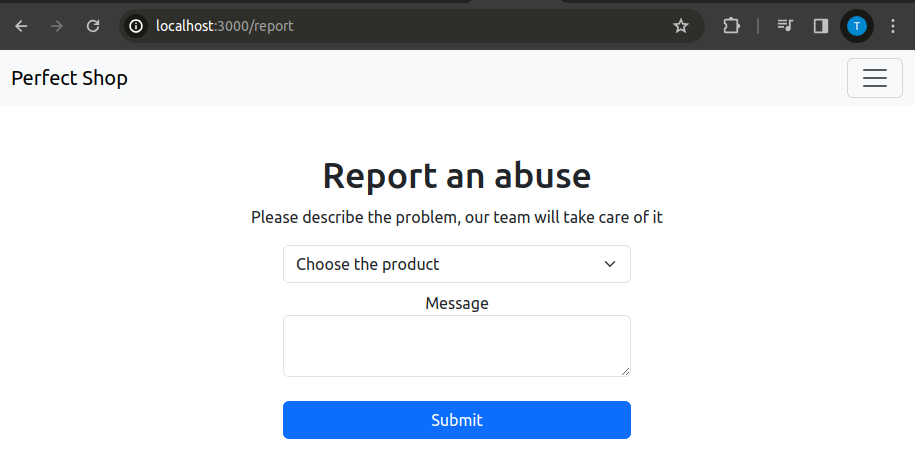 localhost:3000/report
T
Perfect Shop
Report an abuse
Please describe the problem, our team will take care of it
Choose the product
Message
Submit